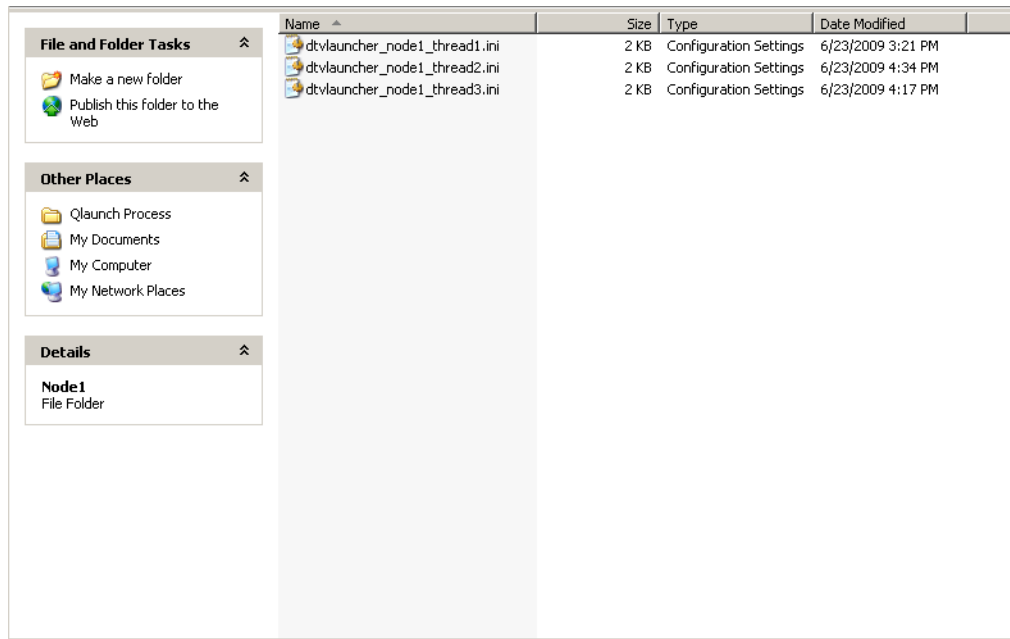 File and Folder Tasks
Make a new folder
Publish this folder to the
Web
Other Places
Qlaunch Process
My Documents
My Computer
My Network Places
Details
Node1
File Folder
Name Size Type Date Modified
dtvlauncher_node1_thread1.ini 2 KB Configuration Settings 6/23/2009 3:21 PM
dtvlauncher_node1_thread2.ini 2 KB Configuration Settings 6/23/2009 4:34 PM
dtvlauncher_node1_thread3.ini 2 KB Configuration Settings 6/23/2009 4:17 PM